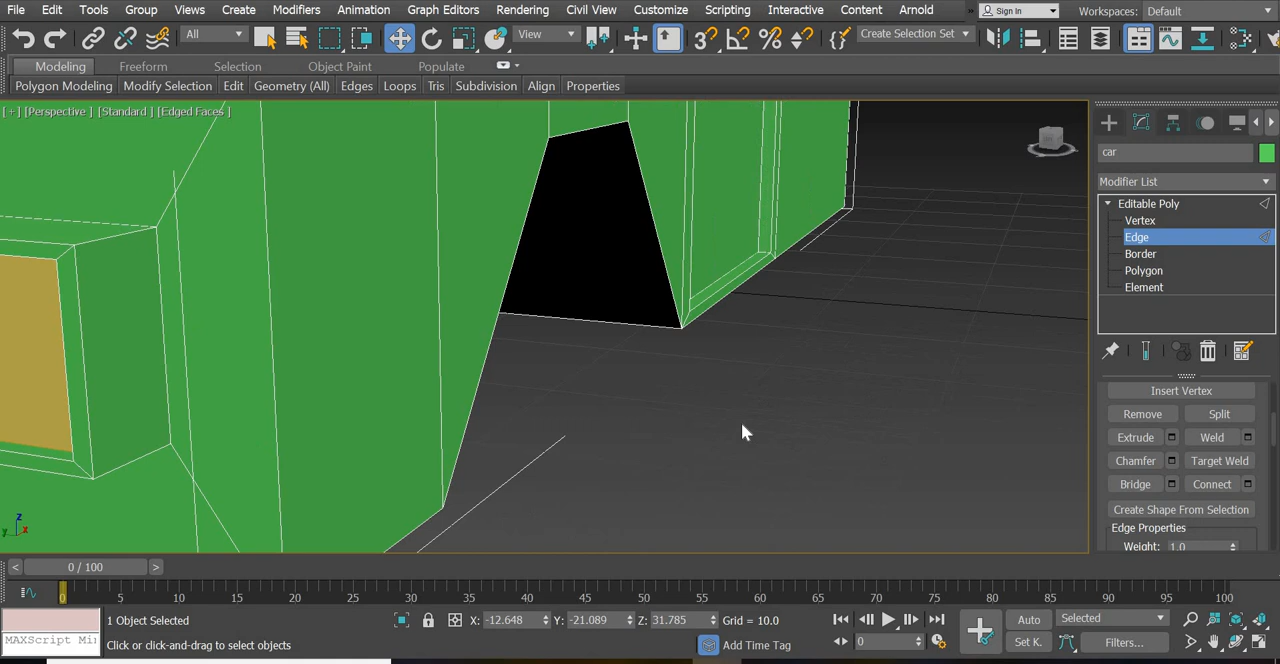 File Edit Tools Group Views Create Modifiers Animation Graph Editors Rendering Civil View Customize Scripting Interactive Content Arnold » Sign In Workspaces: Default
All View Create Selection Set
Modeling Freeform Selection Object Paint Populate
Polygon Modeling Modify Selection Edit Geometry (All) Edges Loops Tris Subdivision Align Properties
[+] [Perspective] [Standard] [Edged Faces]
car
Modifier List
Editable Poly
Vertex
Edge
Border
Polygon
Element
Insert Vertex
Remove Split
Extrude Weld
Chamfer Target Weld
Bridge Connect
Create Shape From Selection
Edge Properties
Weight: 1.0
z
y x
< 0 / 100 >
0 5 10 15 20 25 30 35 40 45 50 55 60 65 70 75 80 85 90 95 100
1 Object Selected X: -12.648 Y: -21.089 Z: 31.785 Grid = 10.0 Auto Selected
MAXScript Min Click or click-and-drag to select objects Add Time Tag 0 Set K. Filters...